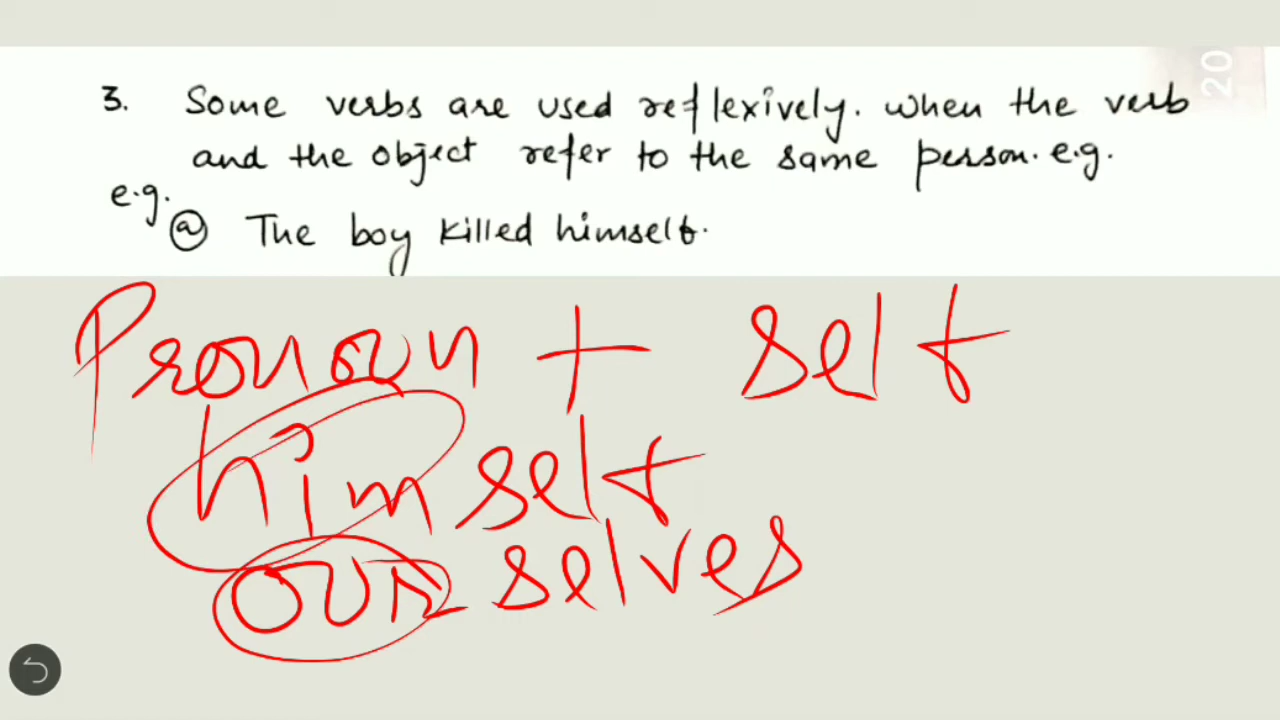 20
3. Some verbs are used reflexively. When the verb
and the object refer to the same person. e.g.
e.g.
(a) The boy killed himself.
Pronoun + self
himself
ourselves